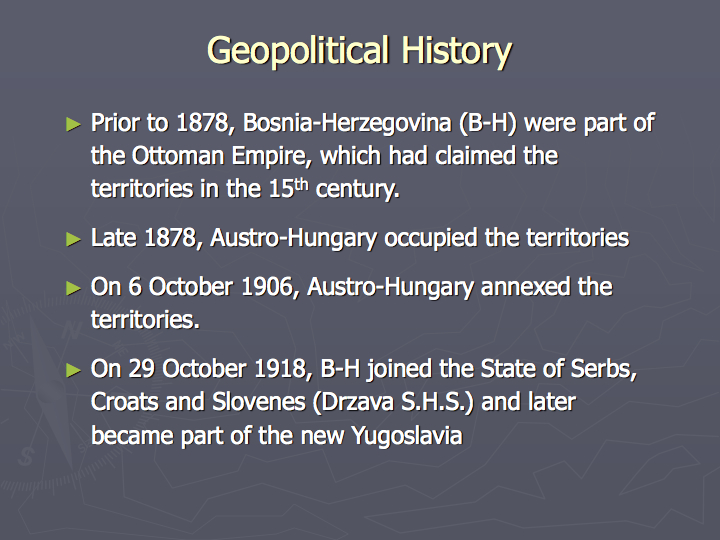 Geopolitical History
► Prior to 1878, Bosnia-Herzegovina (B-H) were part of
the Ottoman Empire, which had claimed the
territories in the 15th century.
► Late 1878, Austro-Hungary occupied the territories
► On 6 October 1906, Austro-Hungary annexed the
territories.
► On 29 October 1918, B-H joined the State of Serbs,
Croats and Slovenes (Drzava S.H.S.) and later
became part of the new Yugoslavia
N
S